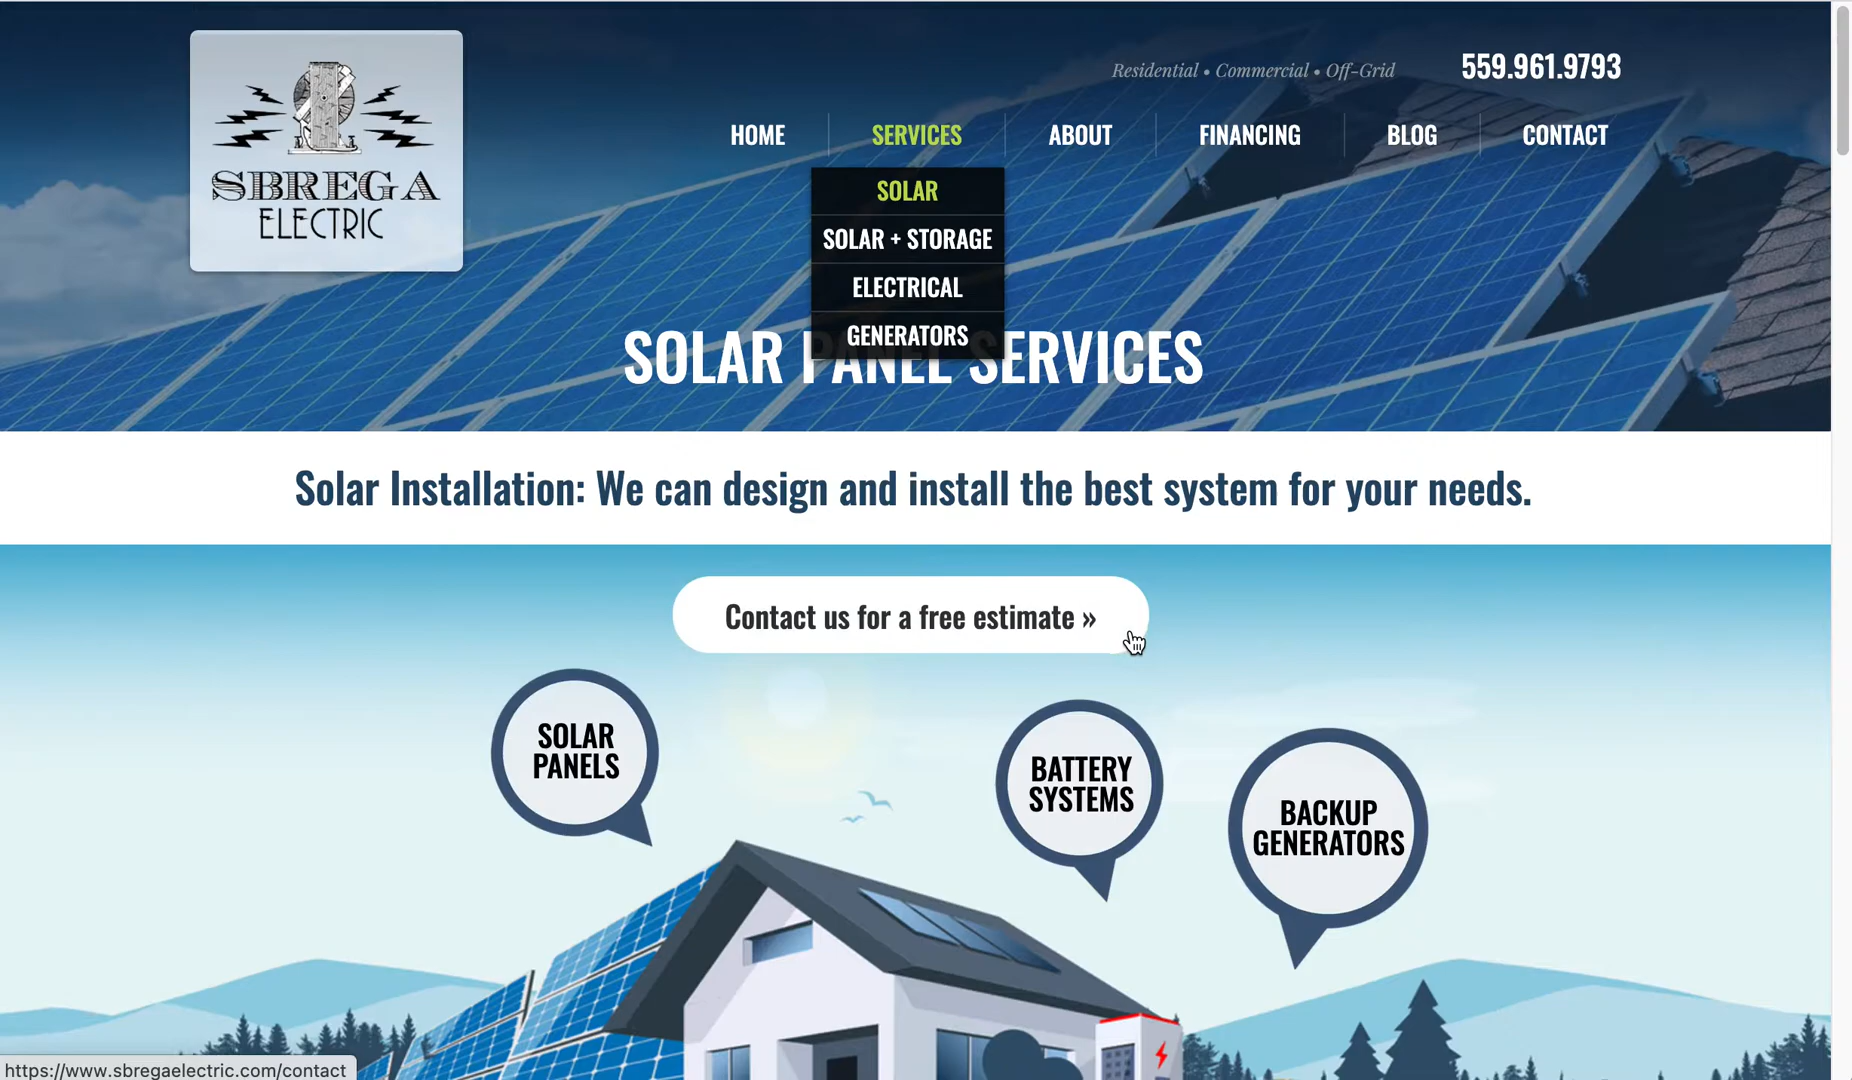 SBREGA
ELECTRIC
Residential • Commercial • Off-Grid
559.961.9793
HOME
SERVICES
ABOUT
FINANCING
BLOG
CONTACT
SOLAR
SOLAR + STORAGE
ELECTRICAL
GENERATORS
SOLAR PANEL SERVICES
Solar Installation: We can design and install the best system for your needs.
Contact us for a free estimate »
SOLAR
PANELS
BATTERY
SYSTEMS
BACKUP
GENERATORS
https://www.sbregaelectric.com/contact